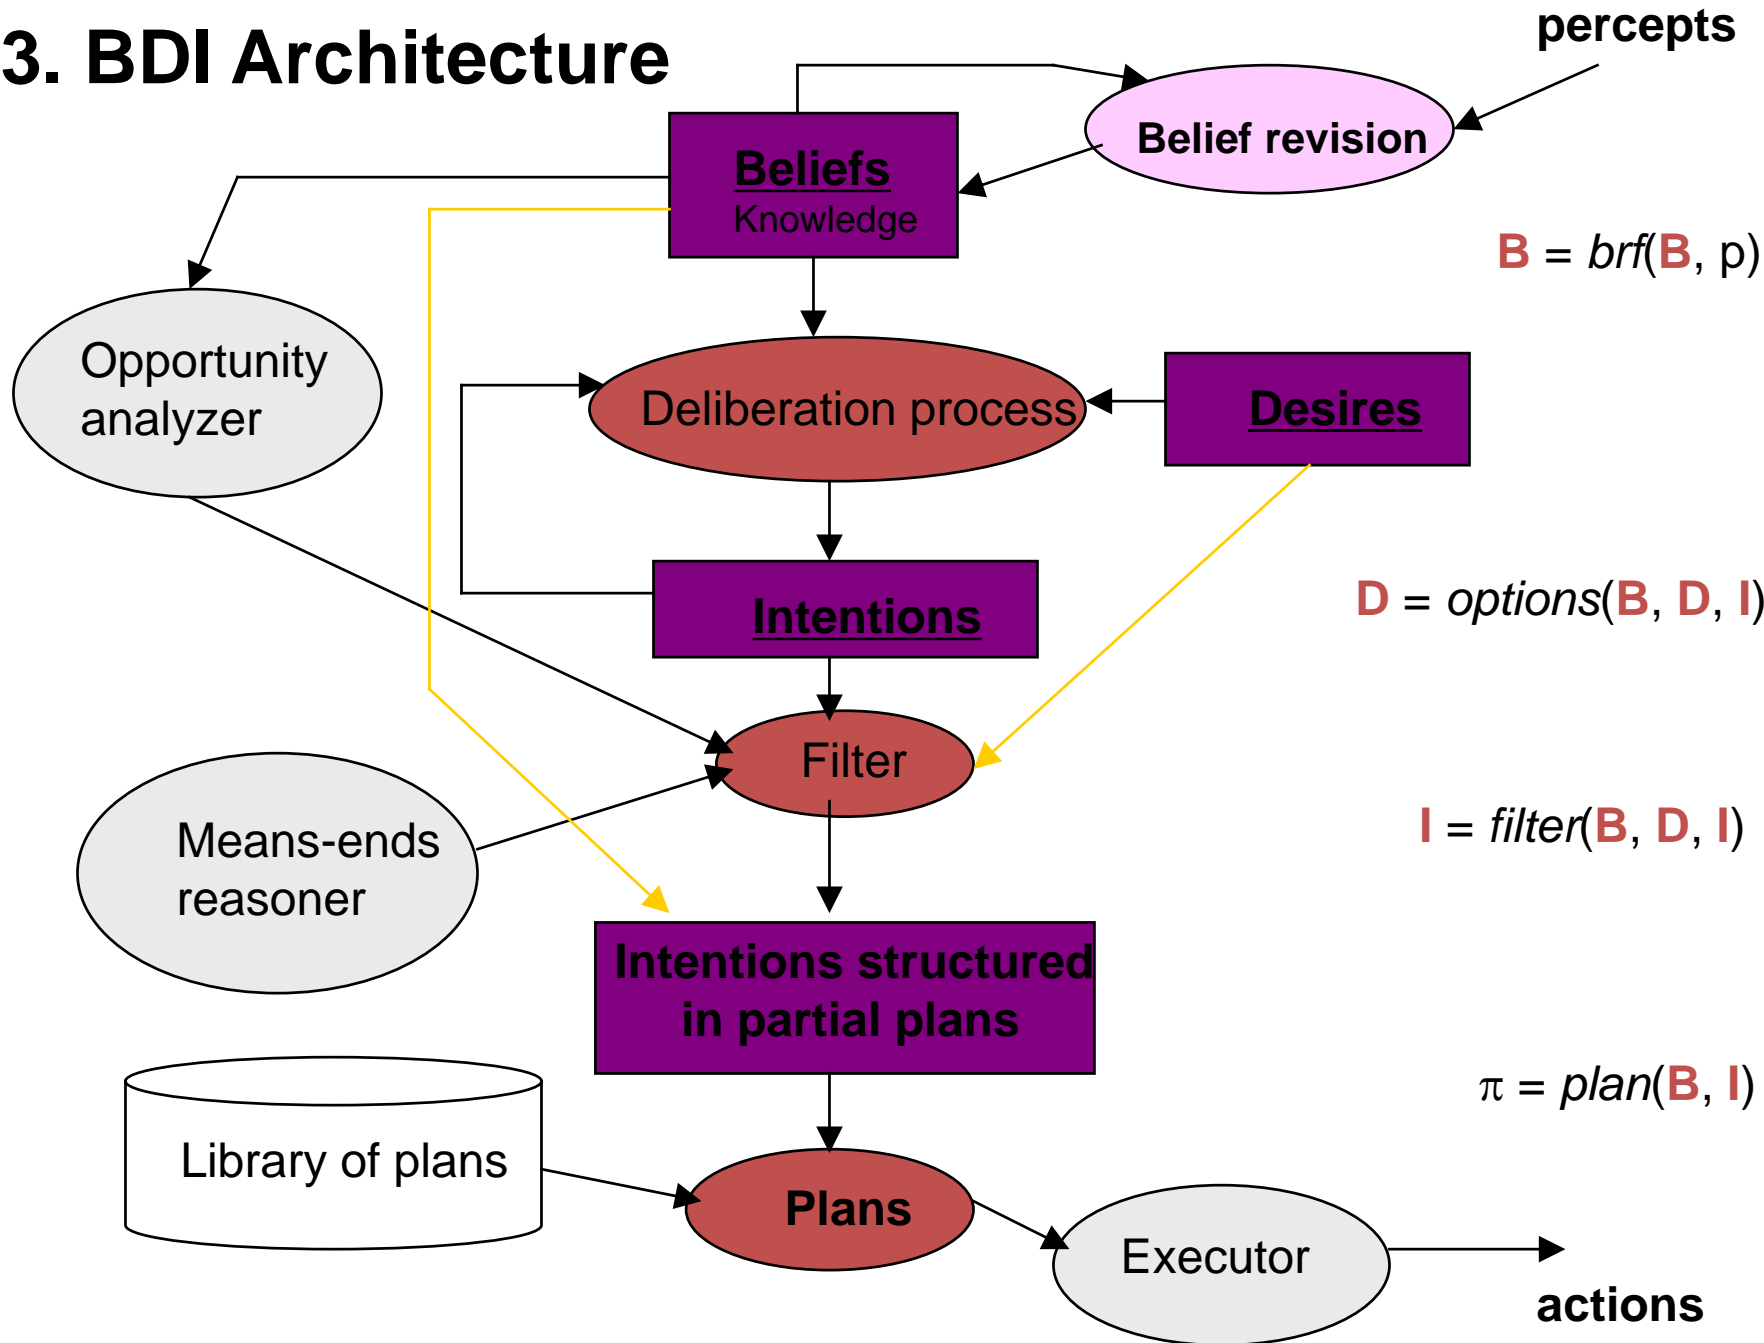 3. BDI Architecture
percepts
Belief revision
Beliefs
Knowledge
B = brf(B, p)
Opportunity
analyzer
Deliberation process
Desires
Intentions
D = options(B, D, I)
Filter
I = filter(B, D, I)
Means-ends
reasoner
Intentions structured
in partial plans
π = plan(B, I)
Library of plans
Plans
Executor
actions